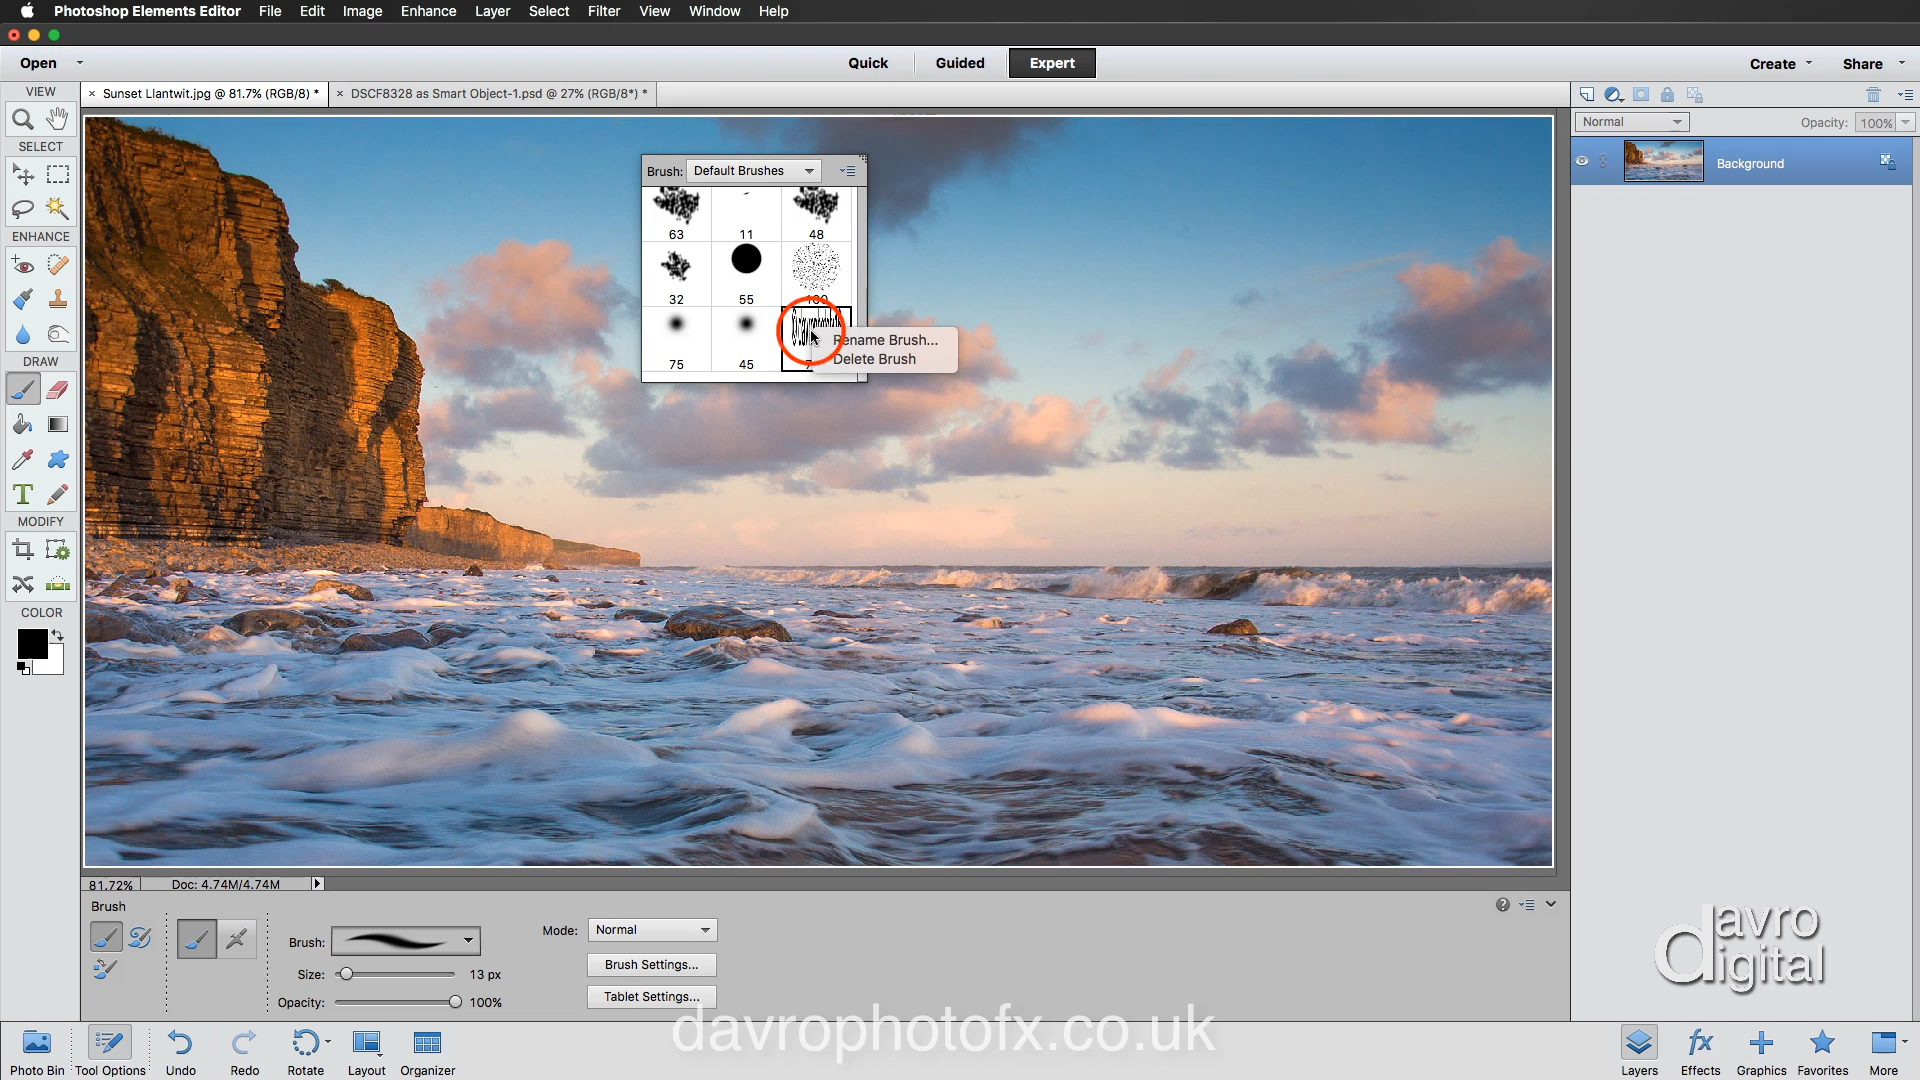 Photoshop Elements Editor File Edit Image Enhance Layer Select Filter View Window Help
Open Quick Guided Expert Create Share
VIEW
× Sunset Llantwit.jpg @ 81.7% (RGB/8) * × DSCF8328 as Smart Object-1.psd @ 27% (RGB/8*) *
Normal Opacity: 100%
SELECT
Background
Brush: Default Brushes
63 11 48
ENHANCE
32 55 100
Rename Brush...
Delete Brush
75 45
DRAW
T
MODIFY
COLOR
81.72% Doc: 4.74M/4.74M
Brush
Mode: Normal
Brush:
Brush Settings...
Size: 13 px
Tablet Settings...
Opacity: 100%
davro
digital
davrophotofx.co.uk
Photo Bin Tool Options Undo Redo Rotate Layout Organizer
fx
Layers Effects Graphics Favorites More